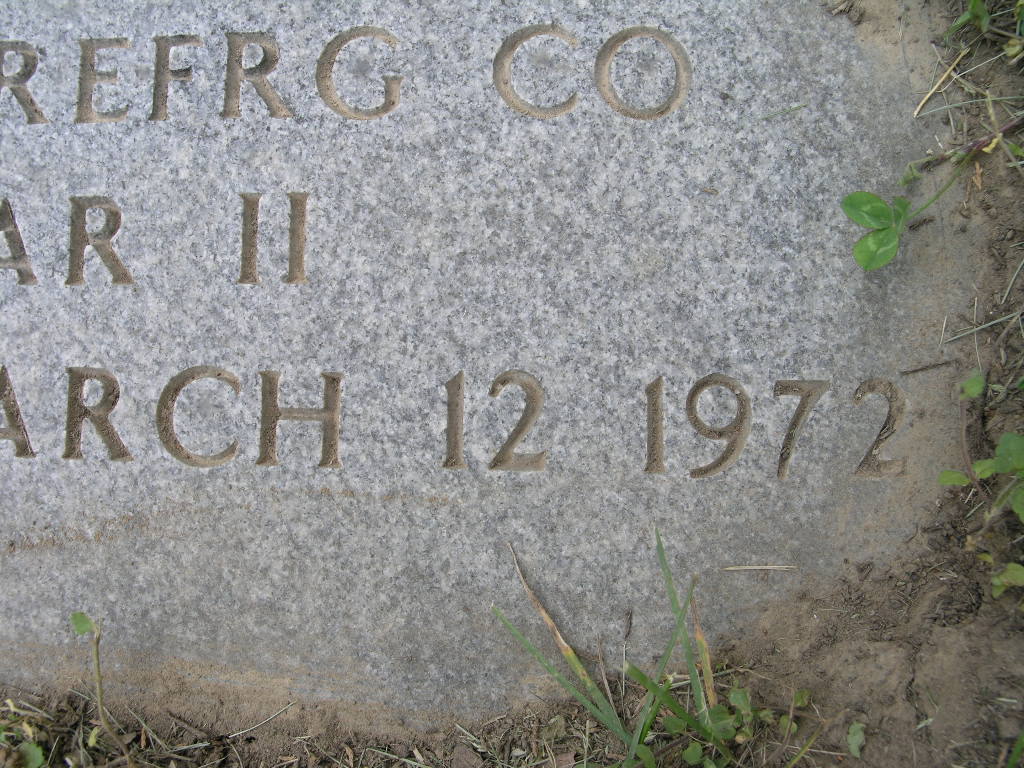 REFRG CO
AR II
ARCH 12 1972